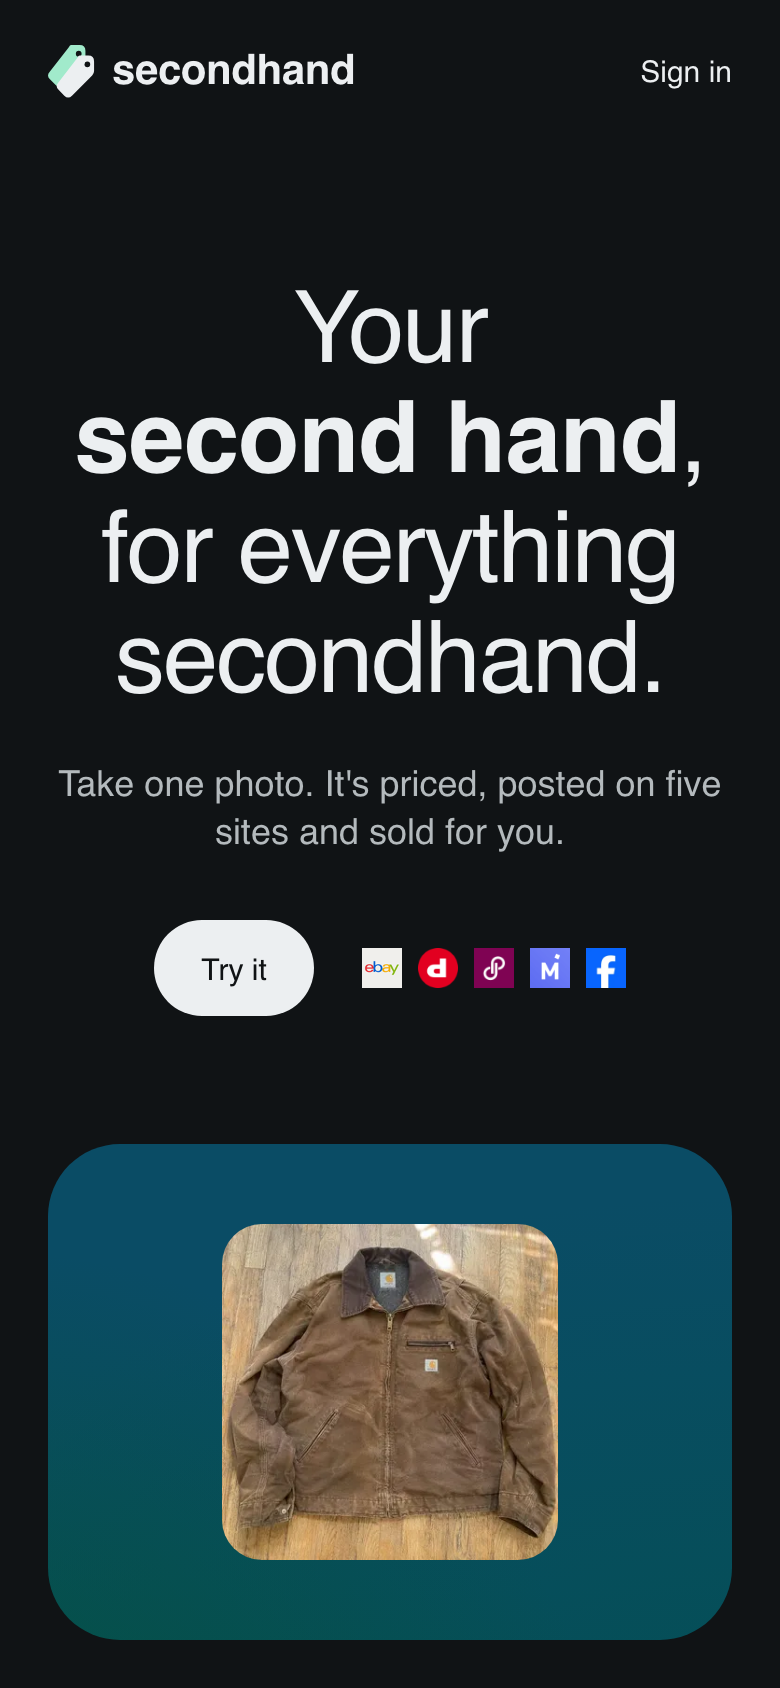 secondhand
Sign in
Your
second hand,
for everything
secondhand.
Take one photo. It's priced, posted on five
sites and sold for you.
Try it
ebay